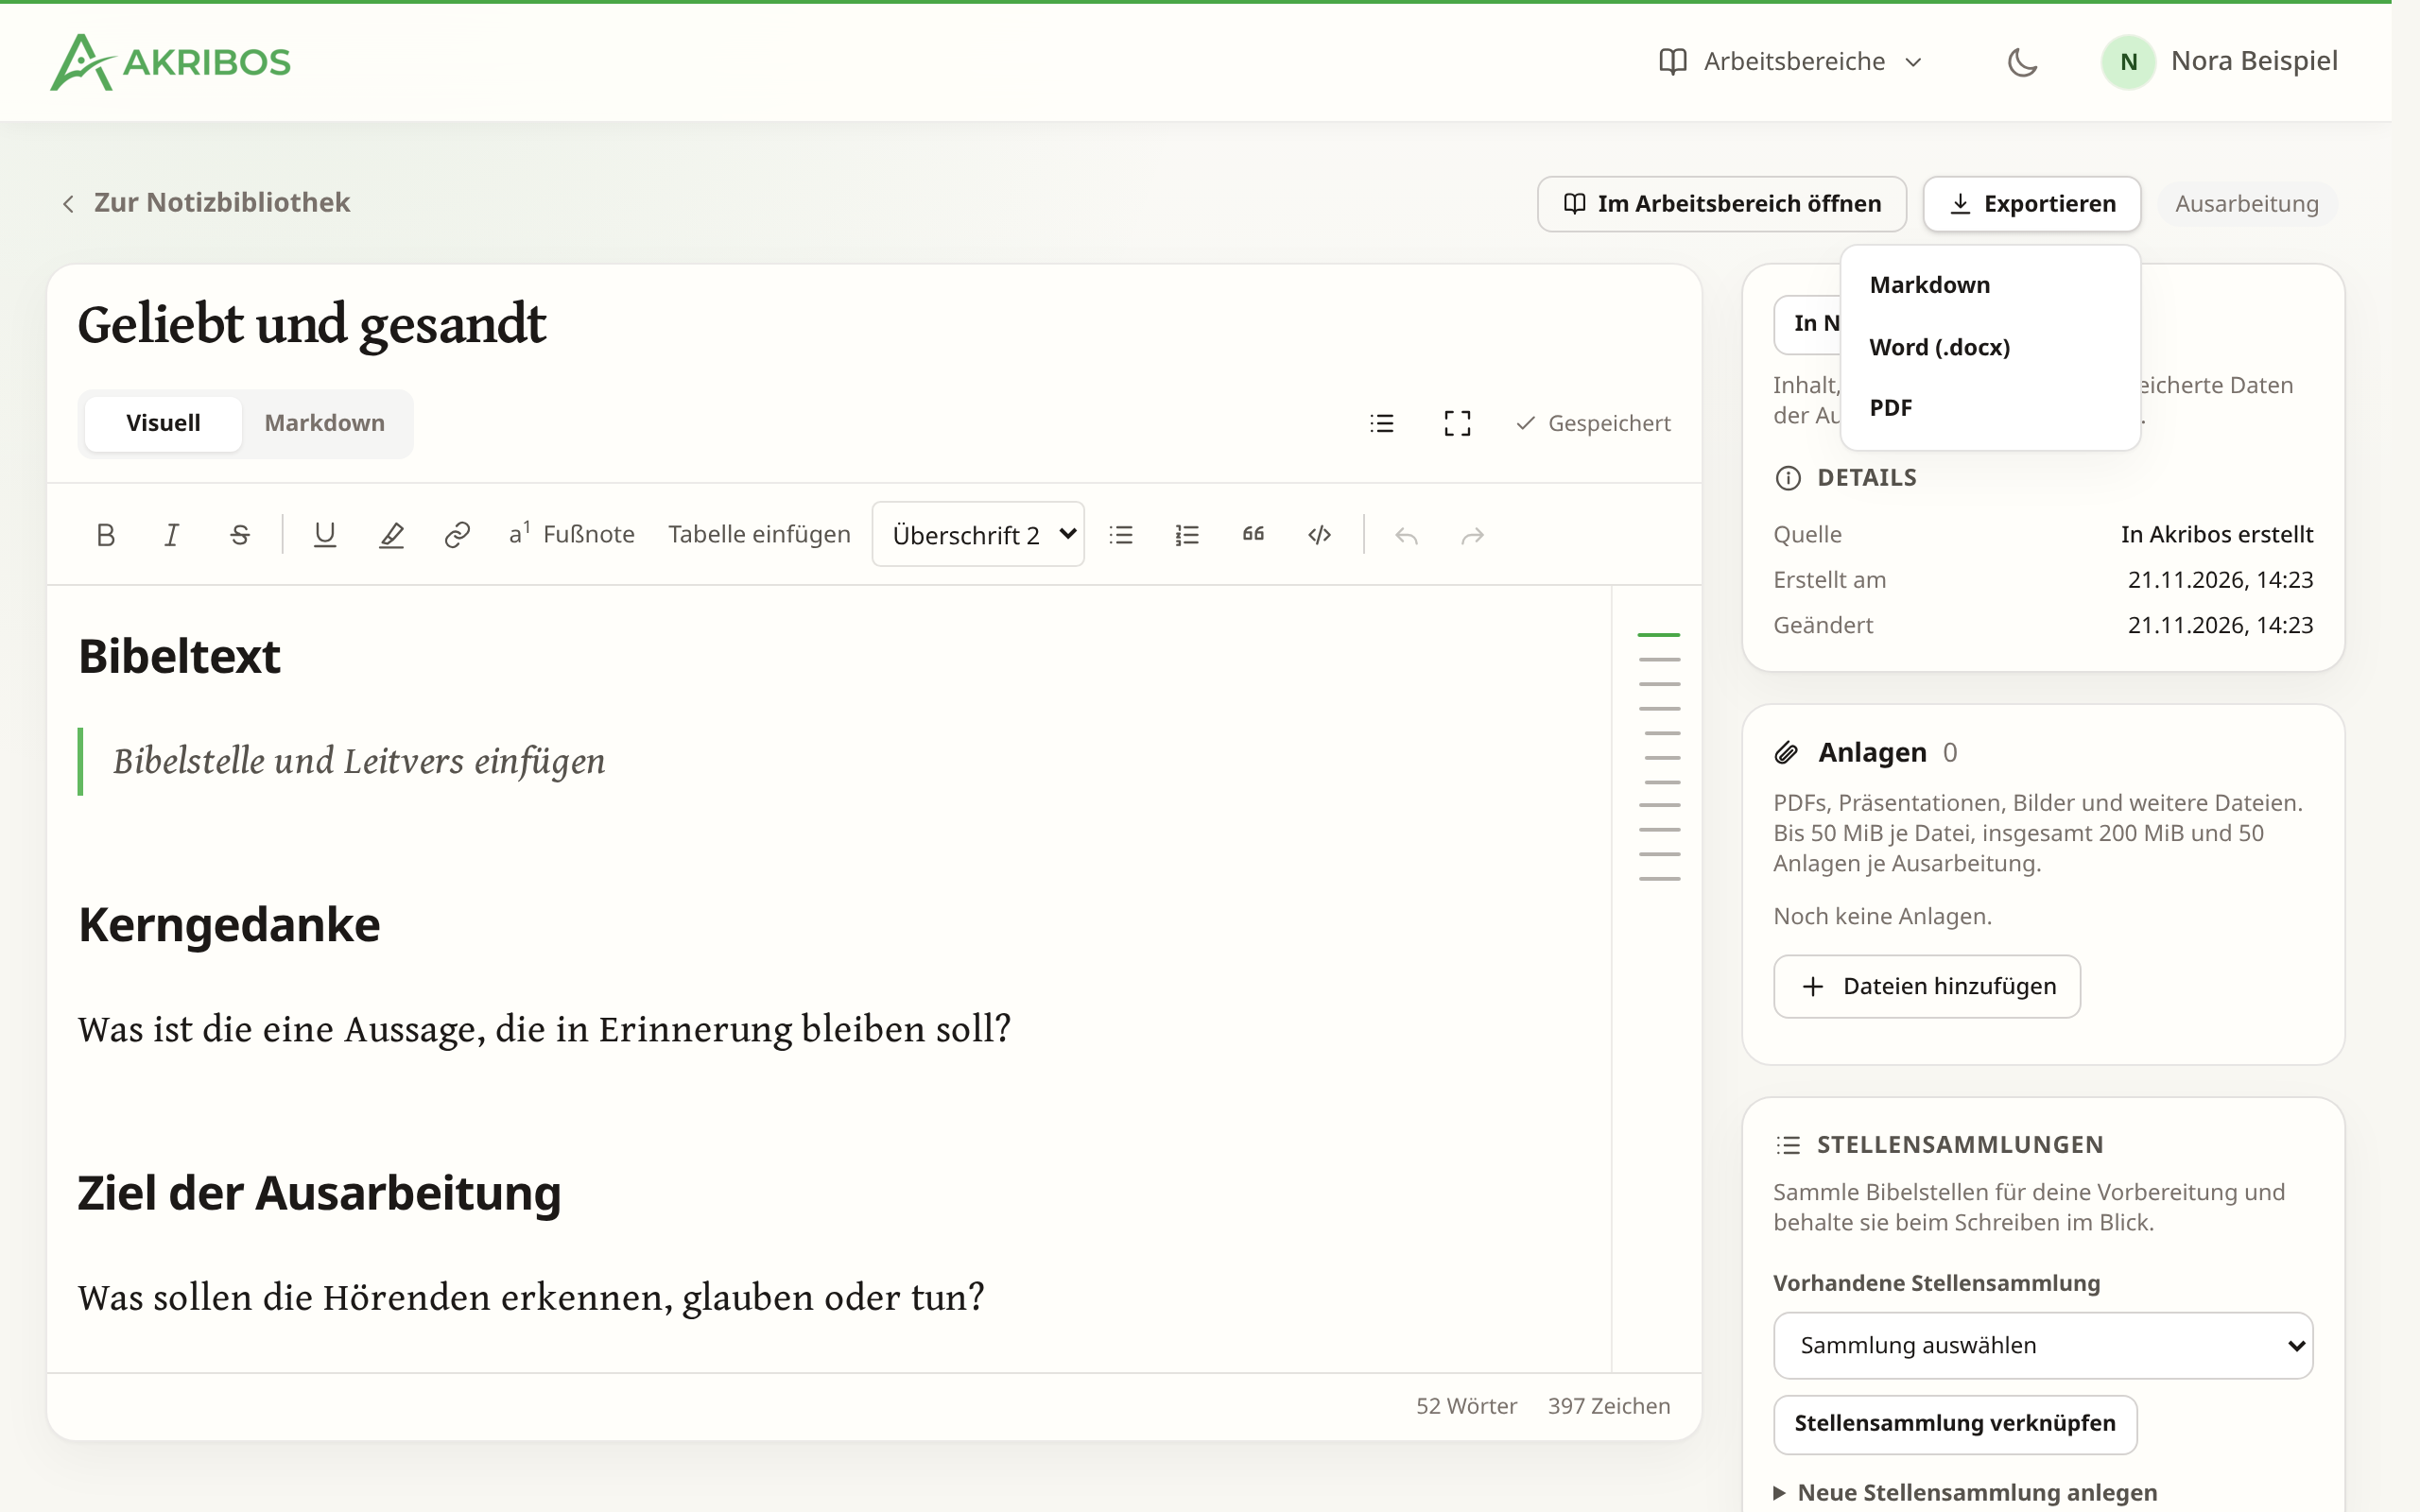 AKRIBOS
Arbeitsbereiche
N
Nora Beispiel
Zur Notizbibliothek
Im Arbeitsbereich öffnen
Exportieren
Ausarbeitung
Markdown
Word (.docx)
PDF
Geliebt und gesandt
Visuell
Markdown
Gespeichert
B I S U a¹ Fußnote Tabelle einfügen Überschrift 2
Bibeltext
Bibelstelle und Leitvers einfügen
Kerngedanke
Was ist die eine Aussage, die in Erinnerung bleiben soll?
Ziel der Ausarbeitung
Was sollen die Hörenden erkennen, glauben oder tun?
52 Wörter 397 Zeichen
In N
Inhalt, eicherte Daten
der Au .
DETAILS
Quelle In Akribos erstellt
Erstellt am 21.11.2026, 14:23
Geändert 21.11.2026, 14:23
Anlagen 0
PDFs, Präsentationen, Bilder und weitere Dateien.
Bis 50 MiB je Datei, insgesamt 200 MiB und 50
Anlagen je Ausarbeitung.
Noch keine Anlagen.
Dateien hinzufügen
STELLENSAMMLUNGEN
Sammle Bibelstellen für deine Vorbereitung und
behalte sie beim Schreiben im Blick.
Vorhandene Stellensammlung
Sammlung auswählen
Stellensammlung verknüpfen
Neue Stellensammlung anlegen